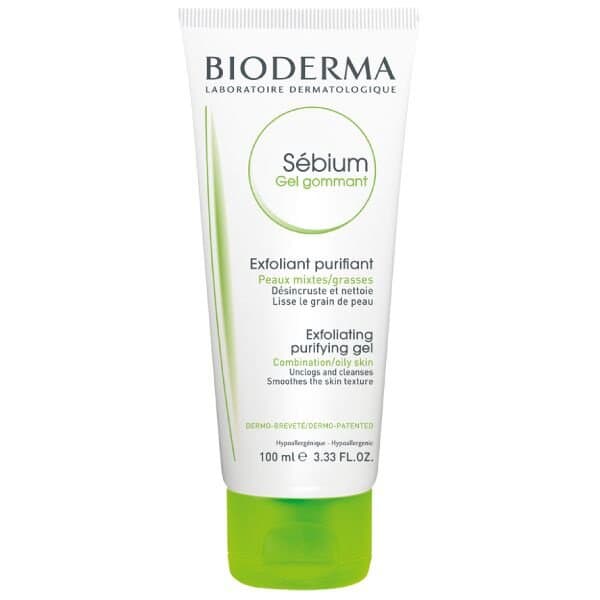 BIODERMA
LABORATOIRE DERMATOLOGIQUE
Sébium
Gel gommant
Exfoliant purifiant
Peaux mixtes/grasses
Désincruste et nettoie
Lisse le grain de peau
Exfoliating
purifying gel
Combination/oily skin
Unclogs and cleanses
Smoothes the skin texture
DERMO-BREVETÉ/DERMO-PATENTED
Hypoallergénique - Hypoallergenic
100 ml ℮ 3.33 FL.OZ.